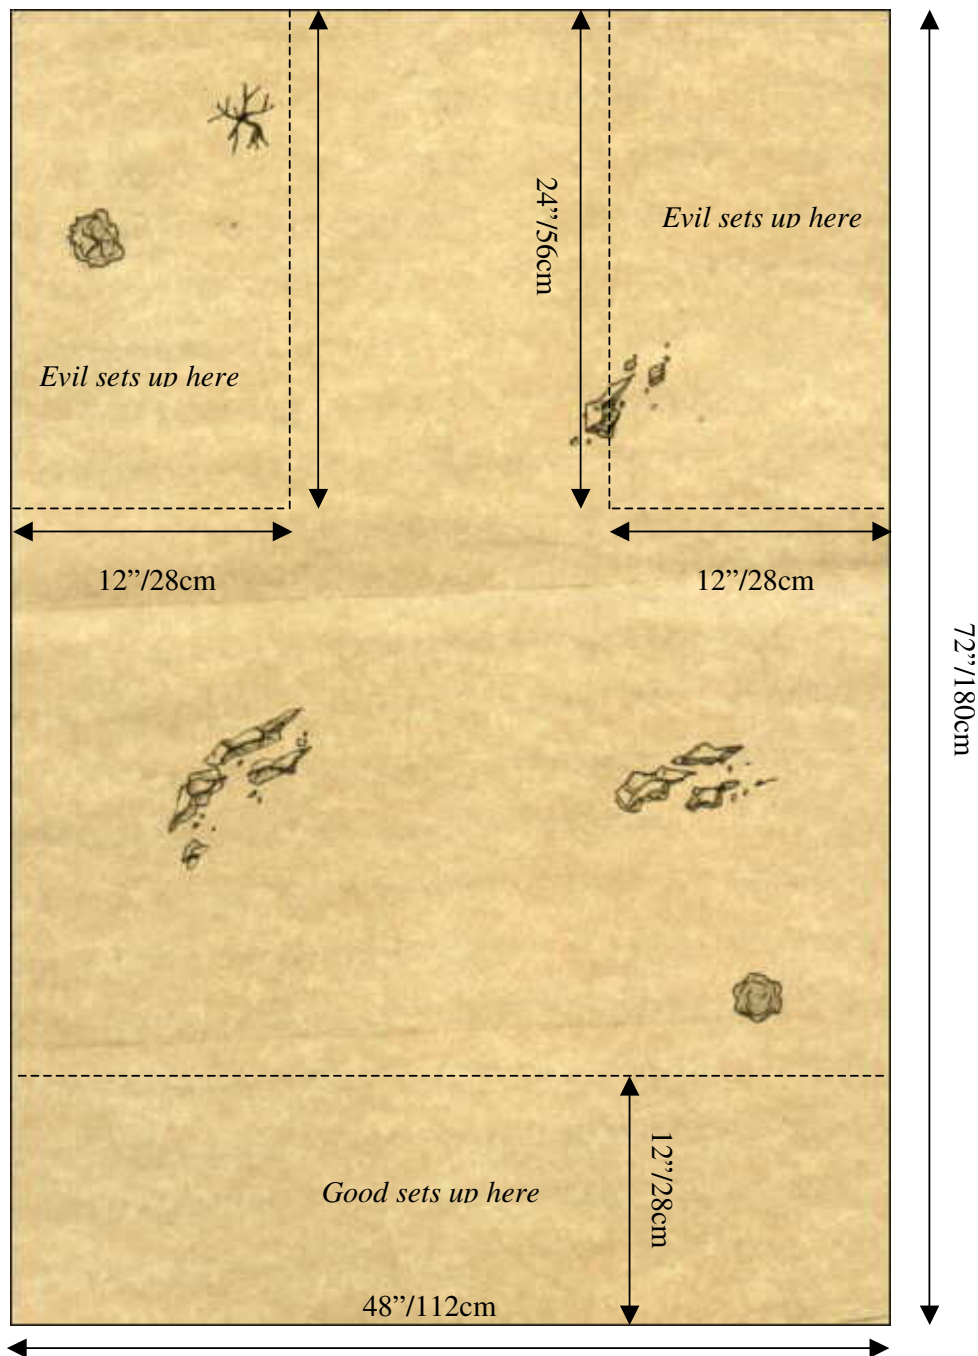 24”/56cm
Evil sets up here
Evil sets up here
12”/28cm
12”/28cm
72”/180cm
12”/28cm
Good sets up here
48”/112cm